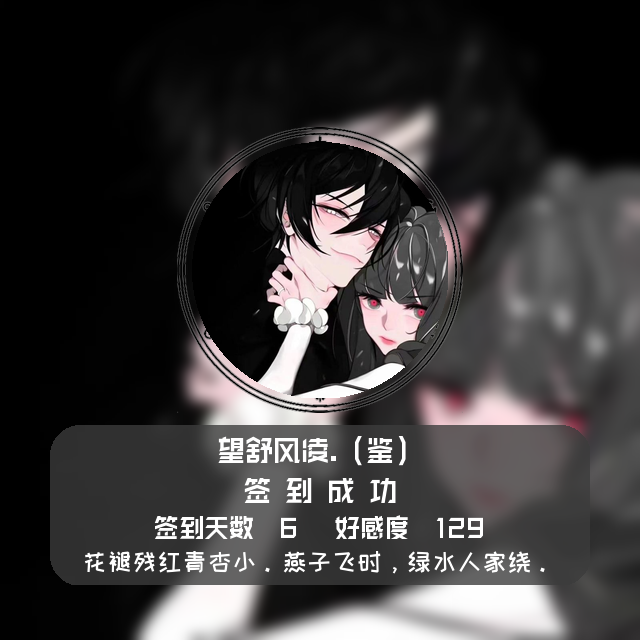 望舒风凌.（鉴）
签到成功
签到天数 6 好感度 129
花褪残红青杏小。燕子飞时，绿水人家绕。